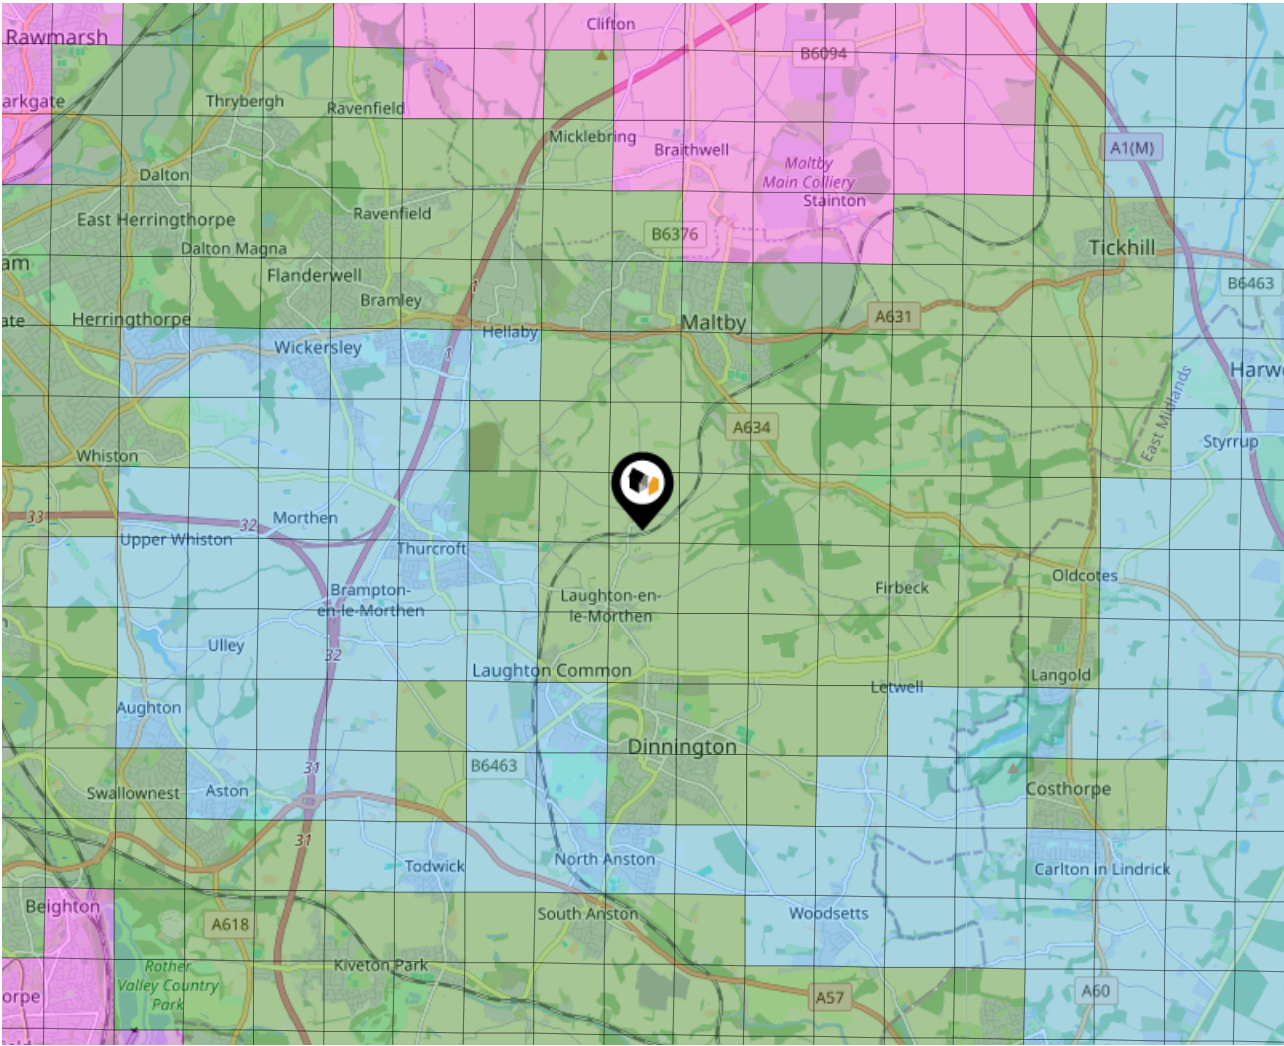 Clifton
Rawmarsh
B6094
arkgate
Thrybergh
Ravenfield
Micklebring
Braithwell
A1(M)
Maltby
Main Colliery
Dalton
Stainton
East Herringthorpe
Ravenfield
B6376
Dalton Magna
Tickhill
am
Flanderwell
B6463
1
Bramley
ate
Herringthorpe
Hellaby
Maltby
A631
Wickersley
1
Harw
East Midlands
A634
Styrrup
Whiston
33
32
Morthen
Upper Whiston
Thurcroft
Oldcotes
Brampton-
en-le-Morthen
Laughton-en-
le-Morthen
Firbeck
n
Ulley
32
Laughton Common
Langold
Letwell
Aughton
Dinnington
31
B6463
Swallownest
Aston
Costhorpe
31
Todwick
North Anston
Carlton in Lindrick
Beighton
A618
South Anston
Woodsetts
Rother
Valley Country
Park
Kiveton Park
orpe
A57
A60